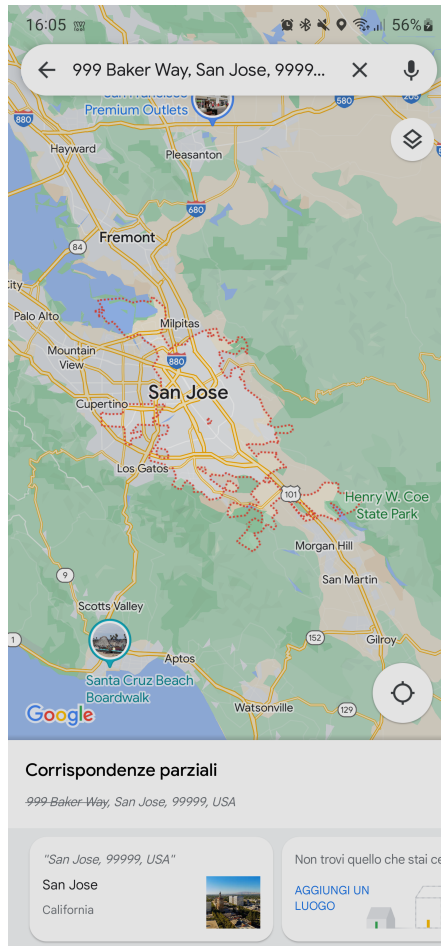 16:05
56%
999 Baker Way, San Jose, 9999...
Premium Outlets
580
880
Hayward
Pleasanton
680
Fremont
84
Palo Alto
Milpitas
Mountain
View
880
San Jose
Cupertino
Los Gatos
101
Henry W. Coe
State Park
Morgan Hill
9
San Martin
Scotts Valley
1
152
Gilroy
Aptos
Santa Cruz Beach
Boardwalk
Watsonville
129
Google
Corrispondenze parziali
999 Baker Way, San Jose, 99999, USA
"San Jose, 99999, USA"
San Jose
California
Non trovi quello che stai ce
AGGIUNGI UN
LUOGO